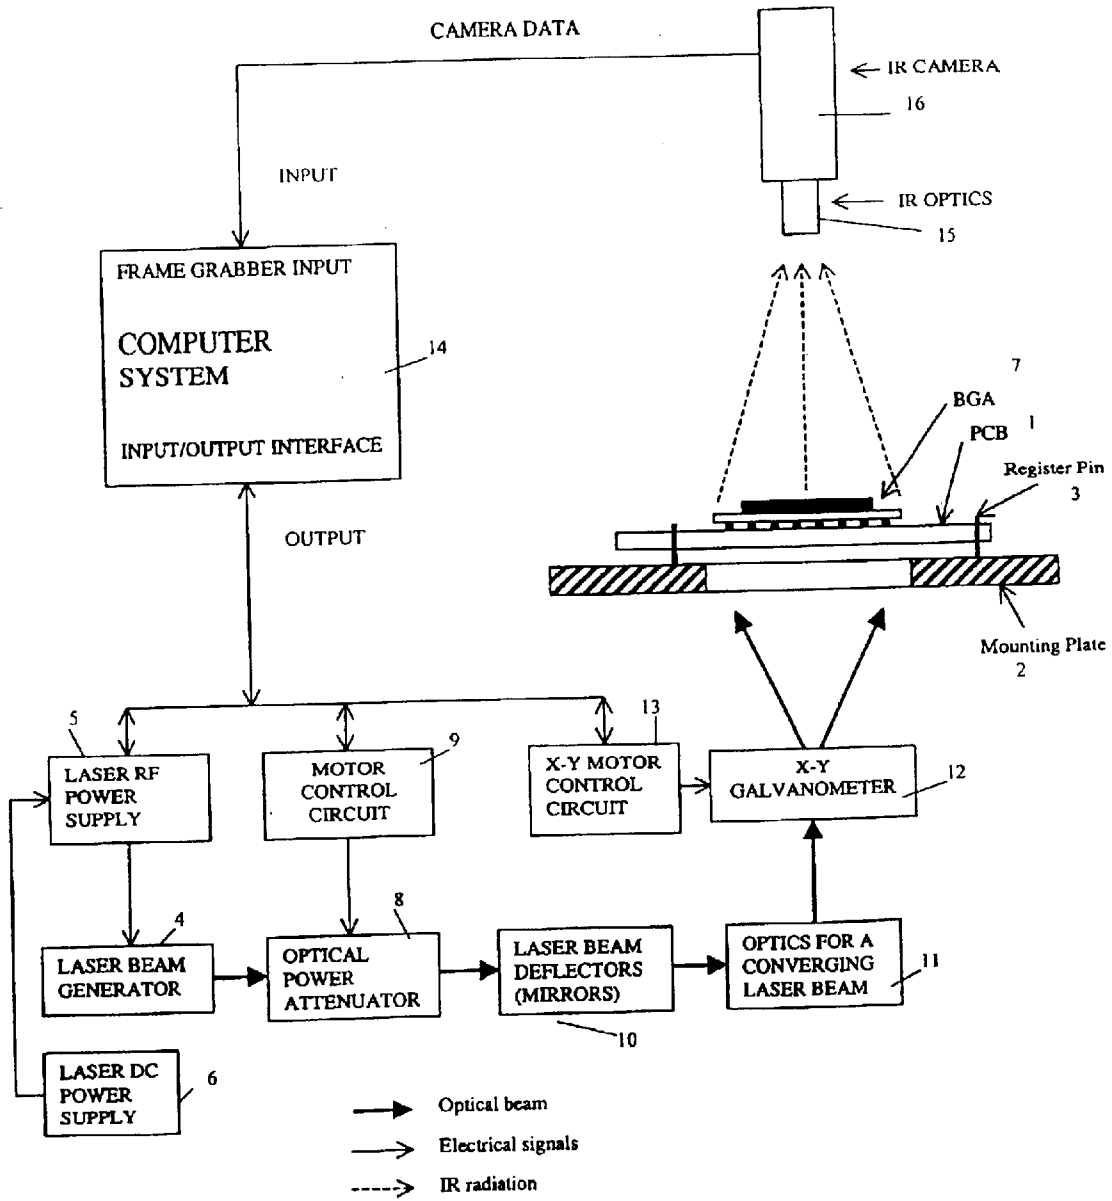 CAMERA DATA
IR CAMERA
16
INPUT
IR OPTICS
15
FRAME GRABBER INPUT
COMPUTER
SYSTEM
14
INPUT/OUTPUT INTERFACE
7
BGA
1
PCB
Register Pin
3
OUTPUT
Mounting Plate
2
5
LASER RF
POWER
SUPPLY
9
MOTOR
CONTROL
CIRCUIT
13
X-Y MOTOR
CONTROL
CIRCUIT
X-Y
GALVANOMETER
12
4
LASER BEAM
GENERATOR
8
OPTICAL
POWER
ATTENUATOR
LASER BEAM
DEFLECTORS
(MIRRORS)
10
OPTICS FOR A
CONVERGING
LASER BEAM
11
LASER DC
POWER
SUPPLY
6
Optical beam
Electrical signals
IR radiation